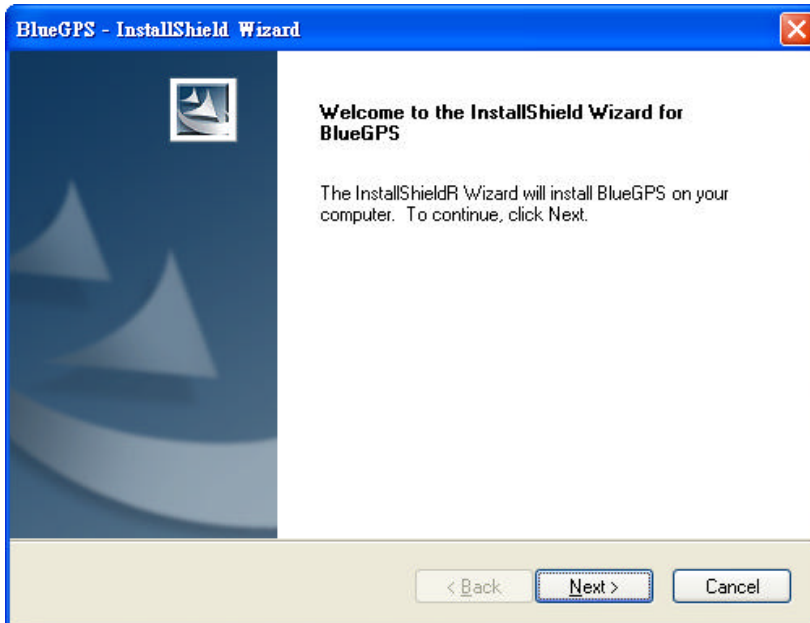 BlueGPS - InstallShield Wizard
Welcome to the InstallShield Wizard for
BlueGPS
The InstallShieldR Wizard will install BlueGPS on your
computer. To continue, click Next.
< Back
Next >
Cancel